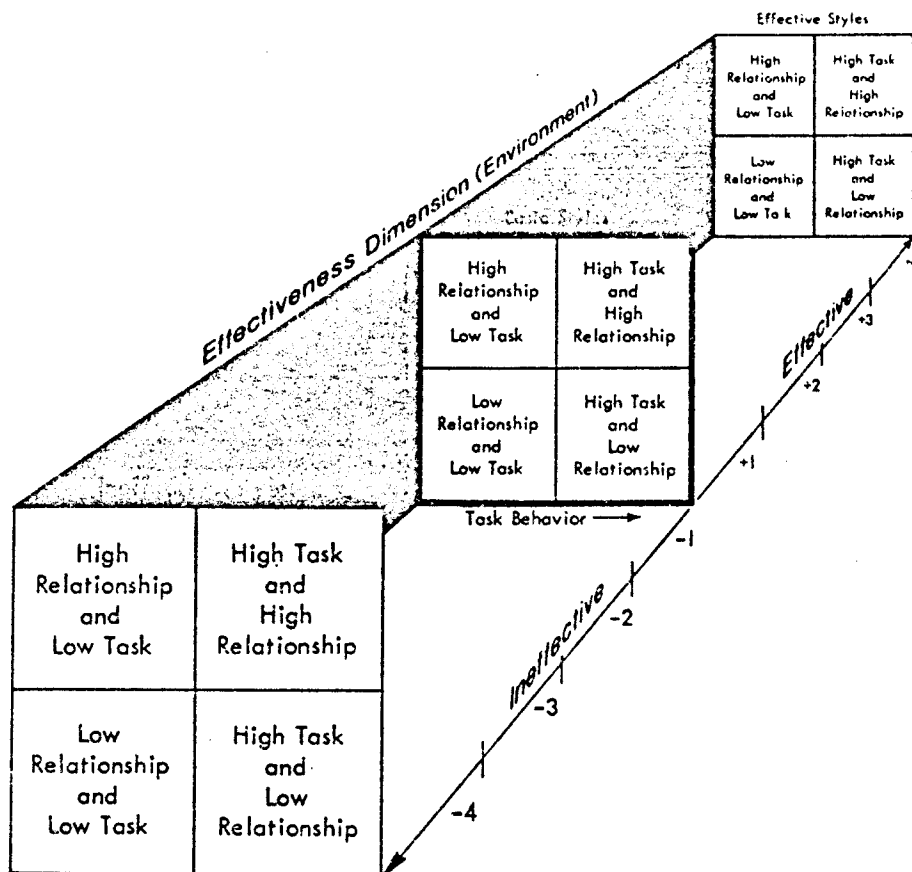 Effective Styles
High
Relationship
and
Low Task
High Task
and
High
Relationship
Low
Relationship
and
Low Ta k
High Task
and
Low
Relationship
Effectiveness Dimension (Environment)
Styles
High
Relationship
and
Low Task
High Task
and
High
Relationship
Low
Relationship
and
Low Task
High Task
and
Low
Relationship
Task Behavior
Effective
+3
+2
+1
-1
Ineffective
-2
-3
-4
High
Relationship
and
Low Task
High Task
and
High
Relationship
Low
Relationship
and
Low Task
High Task
and
Low
Relationship